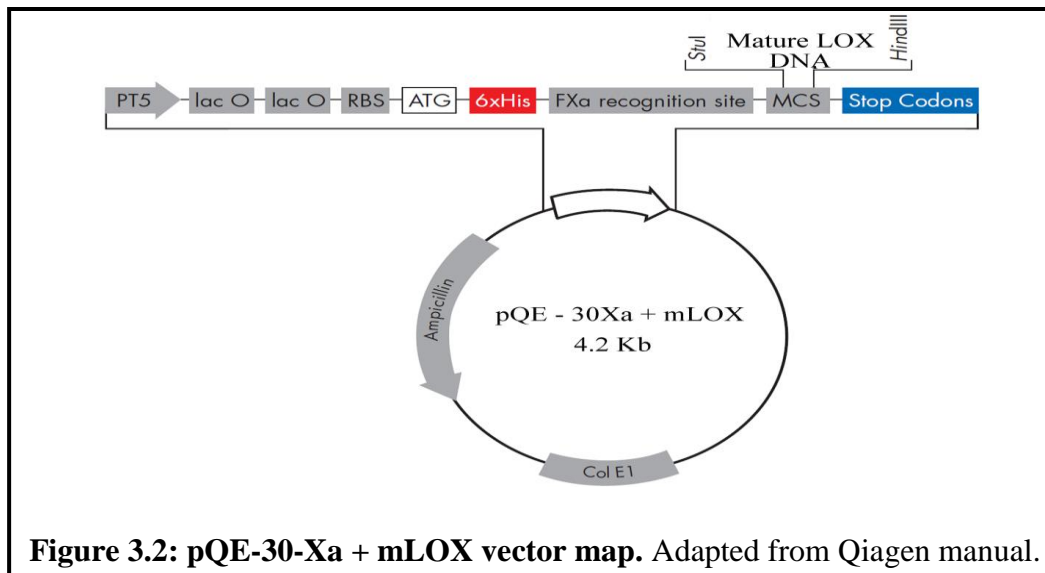 StuI
Mature LOX
DNA
HindIII
PT5 lac O lac O RBS ATG 6xHis FXa recognition site MCS Stop Codons
Ampicillin
pQE - 30Xa + mLOX
4.2 Kb
Col E1
Figure 3.2: pQE-30-Xa + mLOX vector map. Adapted from Qiagen manual.